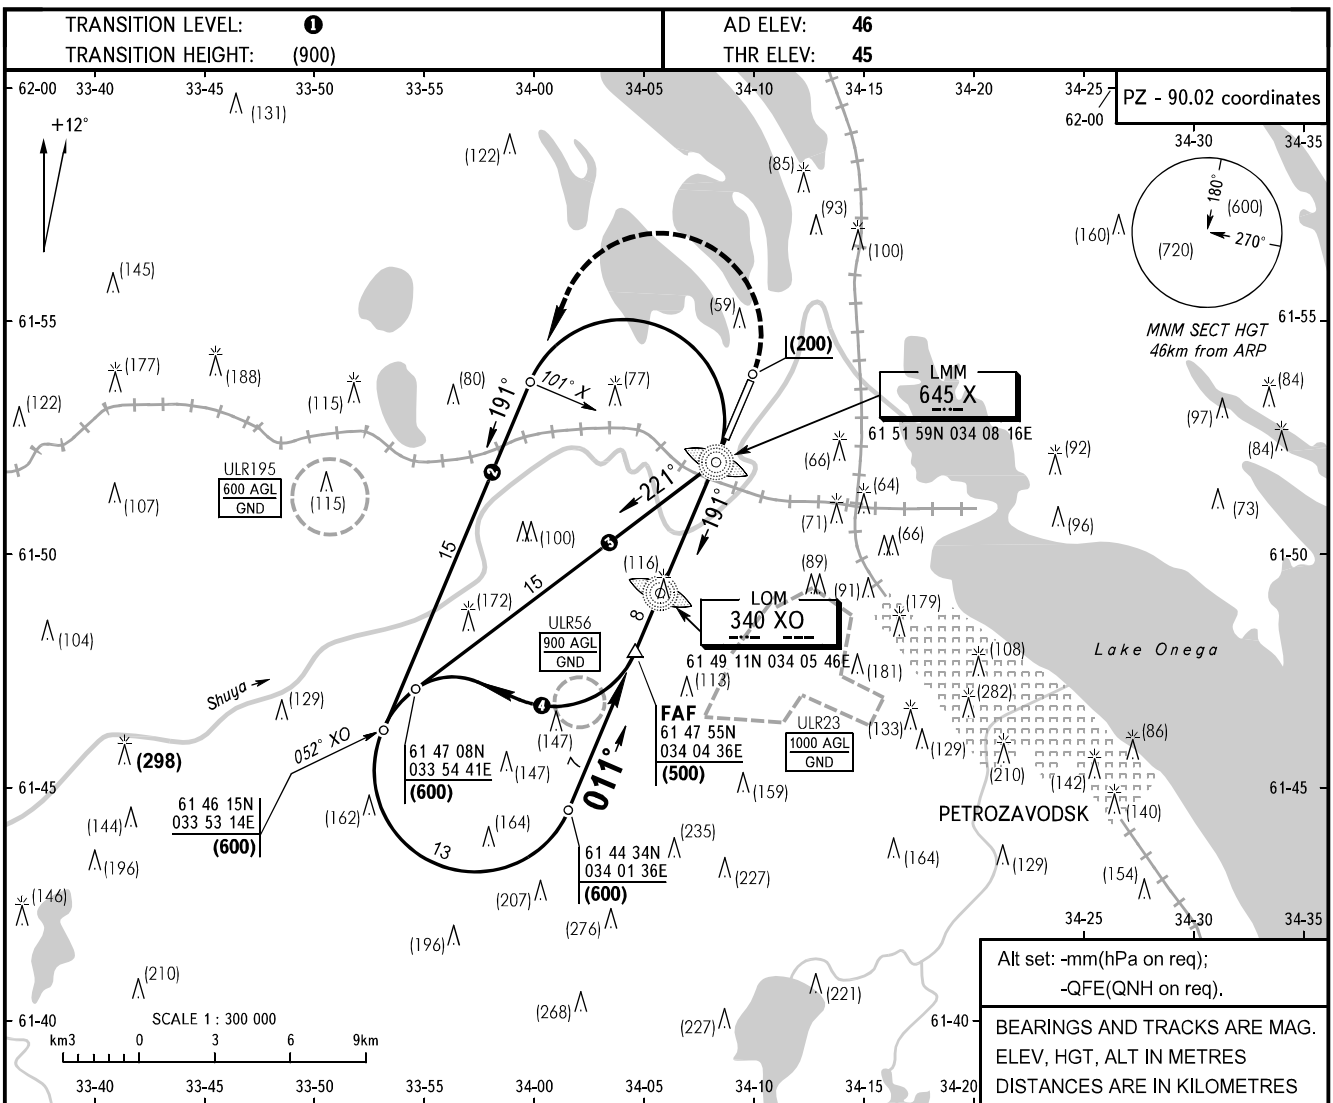 TRANSITION LEVEL: 1
TRANSITION HEIGHT: (900)
AD ELEV: 46
THR ELEV: 45
62-00 33-40 33-45 33-50 33-55 34-00 34-05 34-10 34-15 34-20 34-25
62-00
PZ - 90.02 coordinates
34-30 34-35
+12°
(131)
(122)
(85)
(93)
(100)
(160)
180°
(600)
270°
(720)
MNM SECT HGT
46km from ARP
(145)
(59)
61-55
61-55
(200)
(177)
(188)
(115)
(80)
101° X
(77)
191°
(122)
LMM
645 X
61 51 59N 034 08 16E
(84)
(97)
(84)
(66)
(92)
ULR195
600 AGL
GND
(115)
(107)
2
221°
191°
(64)
(71)
(66)
(96)
(73)
(100)
3
61-50
61-50
15
15
(116)
(89)
(91)
(172)
8
LOM
340 XO
61 49 11N 034 05 46E
(179)
(104)
ULR56
900 AGL
GND
Lake Onega
(108)
(181)
(113)
(282)
Shuya
(129)
4
(147)
FAF
61 47 55N
034 04 36E
(500)
ULR23
1000 AGL
GND
(133)
(129)
(86)
(210)
(142)
052° XO
61 47 08N
033 54 41E
(600)
(147)
7
011°
(298)
61-45
61-45
61 46 15N
033 53 14E
(600)
(162)
(159)
(140)
PETROZAVODSK
(144)
(164)
13
(235)
(196)
61 44 34N
034 01 36E
(600)
(227)
(164)
(129)
(154)
(146)
(207)
(276)
(196)
34-25 34-30 34-35
(210)
(268)
(221)
(227)
61-40
61-40
SCALE 1 : 300 000
km3 0 3 6 9km
33-40 33-45 33-50 33-55 34-00 34-05 34-10 34-15 34-20
Alt set: -mm(hPa on req);
-QFE(QNH on req).
BEARINGS AND TRACKS ARE MAG.
ELEV, HGT, ALT IN METRES
DISTANCES ARE IN KILOMETRES